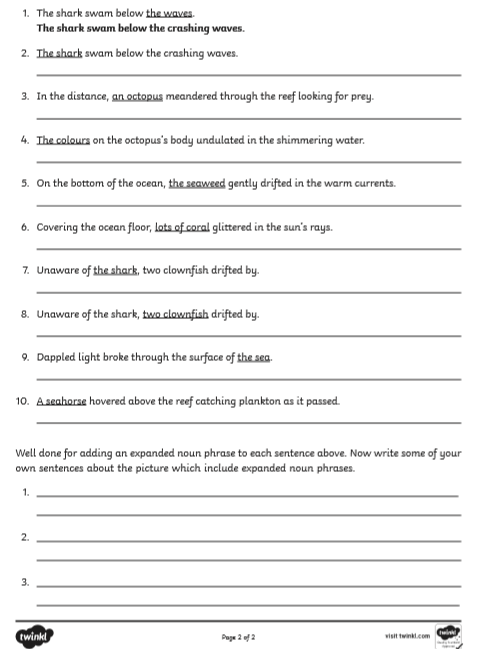 1. The shark swam below the waves.
The shark swam below the crashing waves.
2. The shark swam below the crashing waves.
3. In the distance, an octopus meandered through the reef looking for prey.
4. The colours on the octopus's body undulated in the shimmering water.
5. On the bottom of the ocean, the seaweed gently drifted in the warm currents.
6. Covering the ocean floor, lots of coral glittered in the sun's rays.
7. Unaware of the shark, two clownfish drifted by.
8. Unaware of the shark, two clownfish drifted by.
9. Dappled light broke through the surface of the sea.
10. A seahorse hovered above the reef catching plankton as it passed.
Well done for adding an expanded noun phrase to each sentence above. Now write some of your
own sentences about the picture which include expanded noun phrases.
1.
2.
3.
twinkl
Page 2 of 2
visit twinkl.com
twinkl